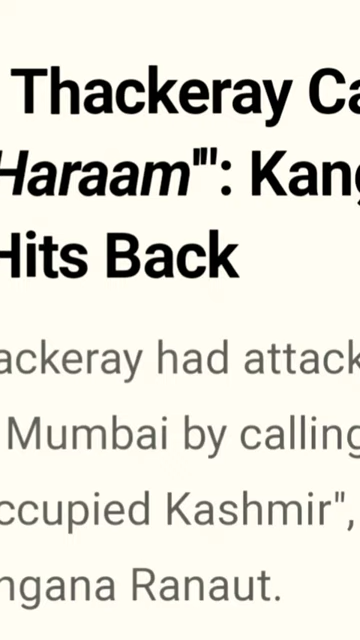 Thackeray Ca
Haraam'": Kang
Hits Back
ackeray had attack
Mumbai by calling
ccupied Kashmir",
ngana Ranaut.